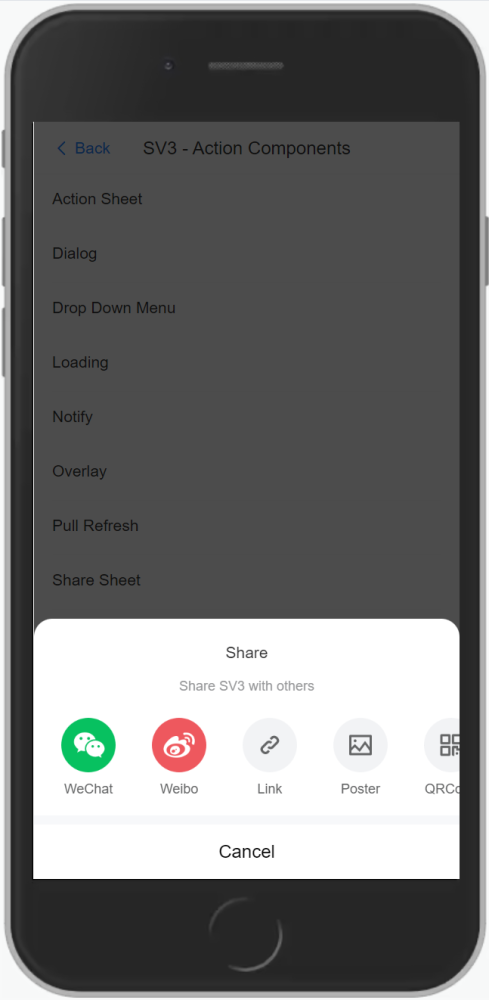 Back SV3 - Action Components
Action Sheet
Dialog
Drop Down Menu
Loading
Notify
Overlay
Pull Refresh
Share Sheet
Share
Share SV3 with others
WeChat Weibo Link Poster QRCo
Cancel